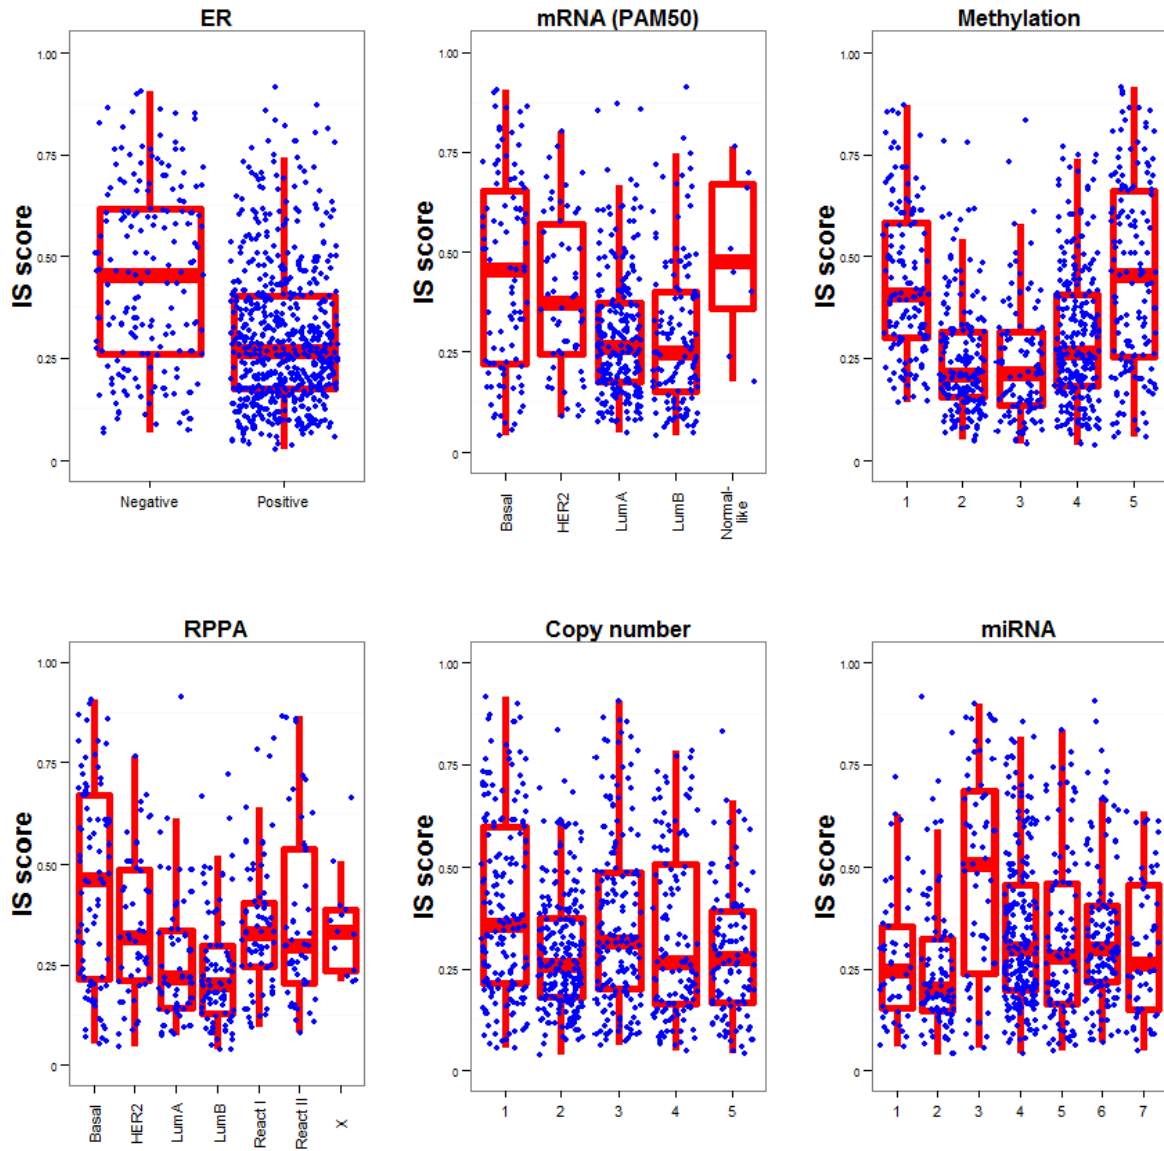 ER
1.00
0.75
0.50
0.25
0
IS score
Negative Positive
mRNA (PAM50)
1.00
0.75
0.50
0.25
0
IS score
Basal HER2 LumA LumB Normal-
like
Methylation
1.00
0.75
0.50
0.25
0
IS score
1 2 3 4 5
RPPA
1.00
0.75
0.50
0.25
0
IS score
Basal HER2 LumA LumB React I React II X
Copy number
1.00
0.75
0.50
0.25
0
IS score
1 2 3 4 5
miRNA
1.00
0.75
0.50
0.25
0
IS score
1 2 3 4 5 6 7